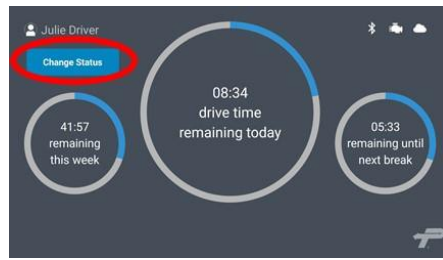 Julie Driver
Change Status
08:34
drive time
remaining today
41:57
remaining
this week
05:33
remaining until
next break